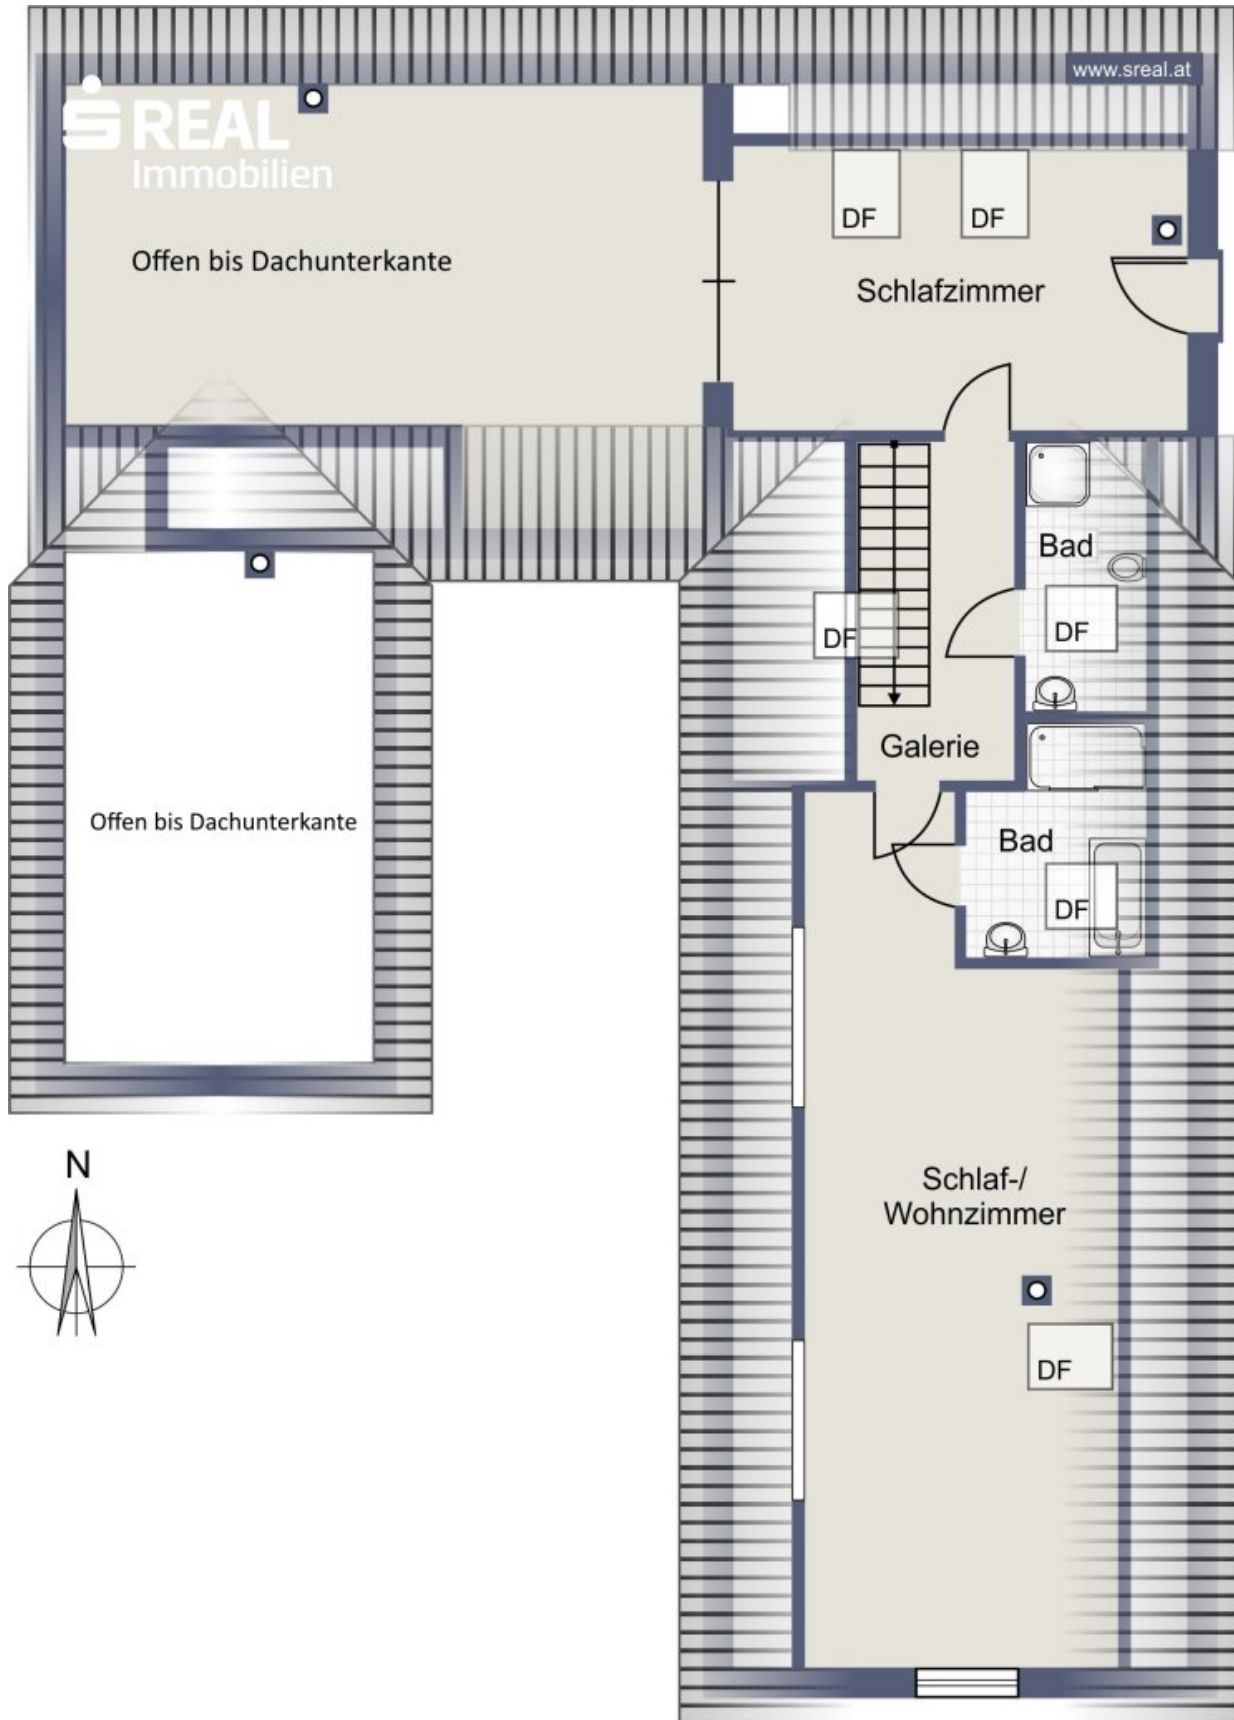 www.sreal.at
S REAL
Immobilien
DF
DF
Offen bis Dachunterkante
Schlafzimmer
Bad
DF
DF
Galerie
Offen bis Dachunterkante
Bad
DF
N
Schlaf-/
Wohnzimmer
DF